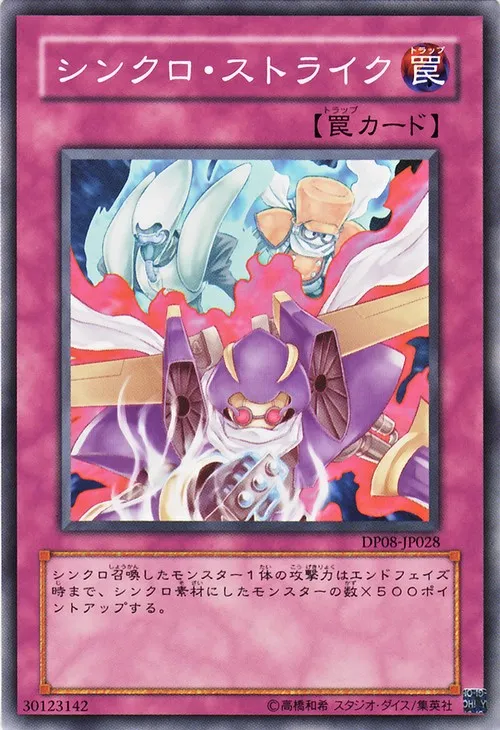 シンクロ・ストライク
トラップ
罠
トラップ
【罠カード】
DP08-JP028
シンクロ召喚したモンスター1体の攻撃力はエンドフェイズ
時まで、シンクロ素材にしたモンスターの数×500ポイ
ントアップする。
30123142
©高橋和希 スタジオ・ダイス/集英社